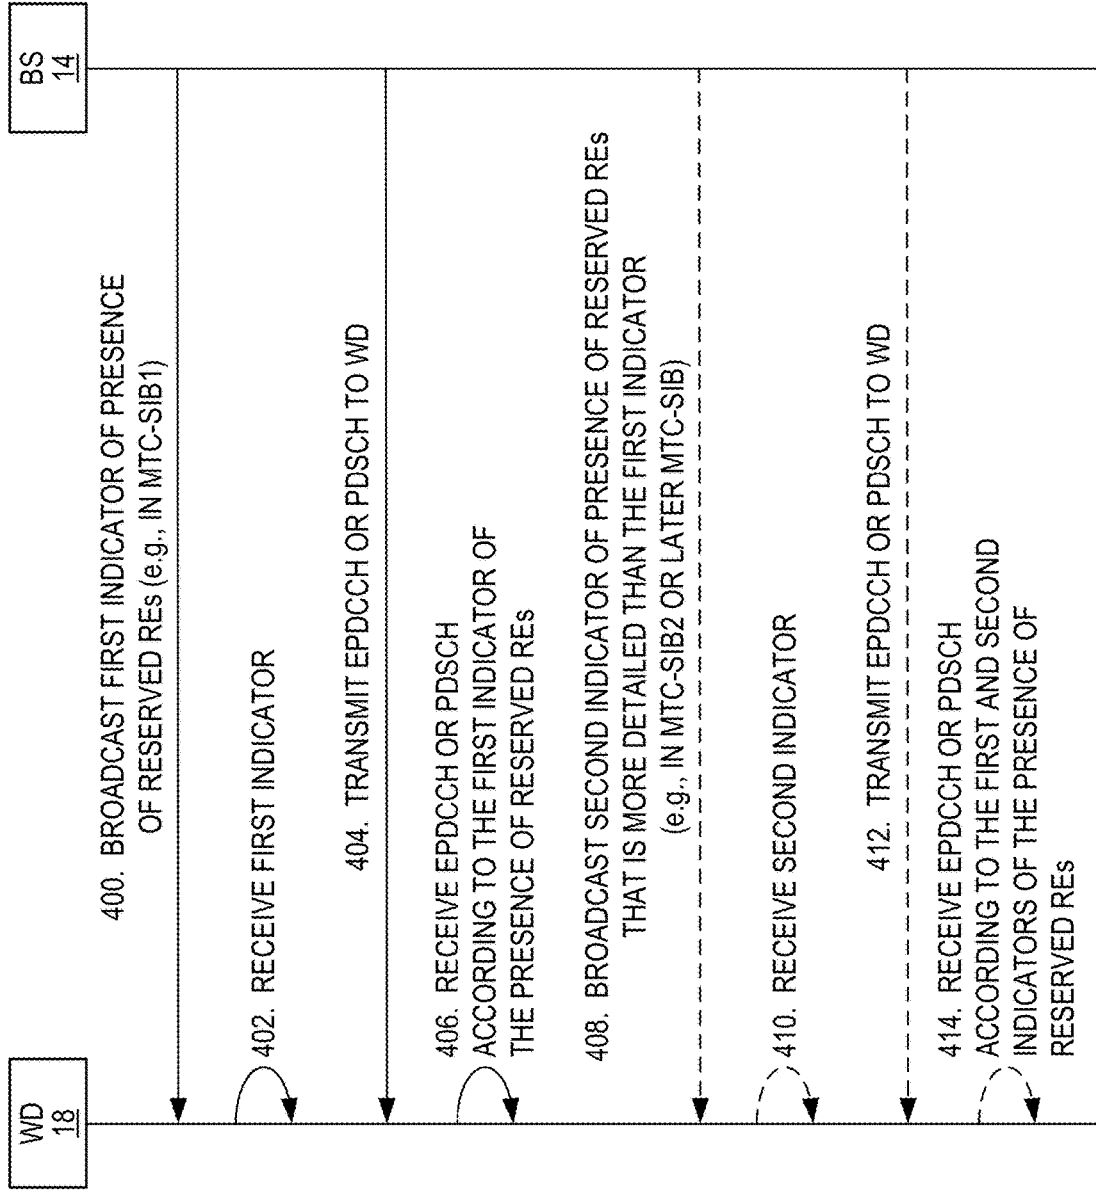 WD
18
BS
14
400. BROADCAST FIRST INDICATOR OF PRESENCE
OF RESERVED REs (e.g., IN MTC-SIB1)
402. RECEIVE FIRST INDICATOR
404. TRANSMIT EPDCCH OR PDSCH TO WD
406. RECEIVE EPDCCH OR PDSCH
ACCORDING TO THE FIRST INDICATOR OF
THE PRESENCE OF RESERVED REs
408. BROADCAST SECOND INDICATOR OF PRESENCE OF RESERVED REs
THAT IS MORE DETAILED THAN THE FIRST INDICATOR
(e.g., IN MTC-SIB2 OR LATER MTC-SIB)
410. RECEIVE SECOND INDICATOR
412. TRANSMIT EPDCCH OR PDSCH TO WD
414. RECEIVE EPDCCH OR PDSCH
ACCORDING TO THE FIRST AND SECOND
INDICATORS OF THE PRESENCE OF
RESERVED REs